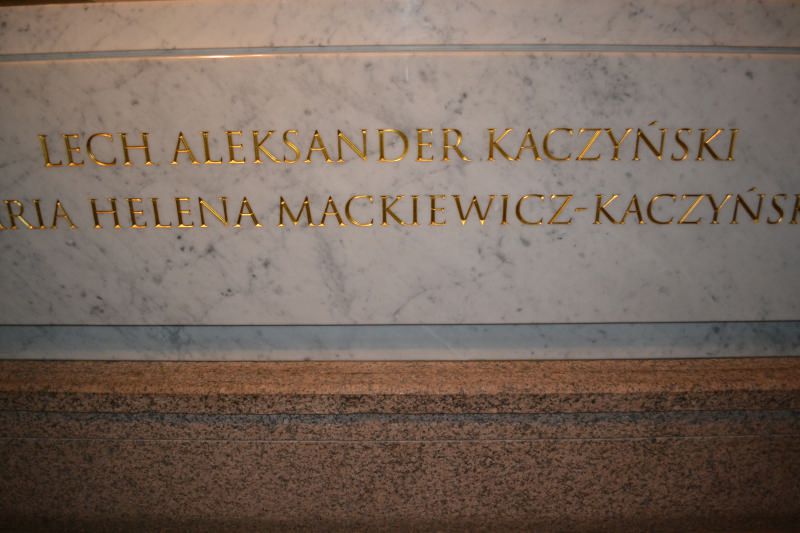 LECH ALEKSANDER KACZYŃSKI
ARIA HELENA MACKIEWICZ-KACZYŃSK